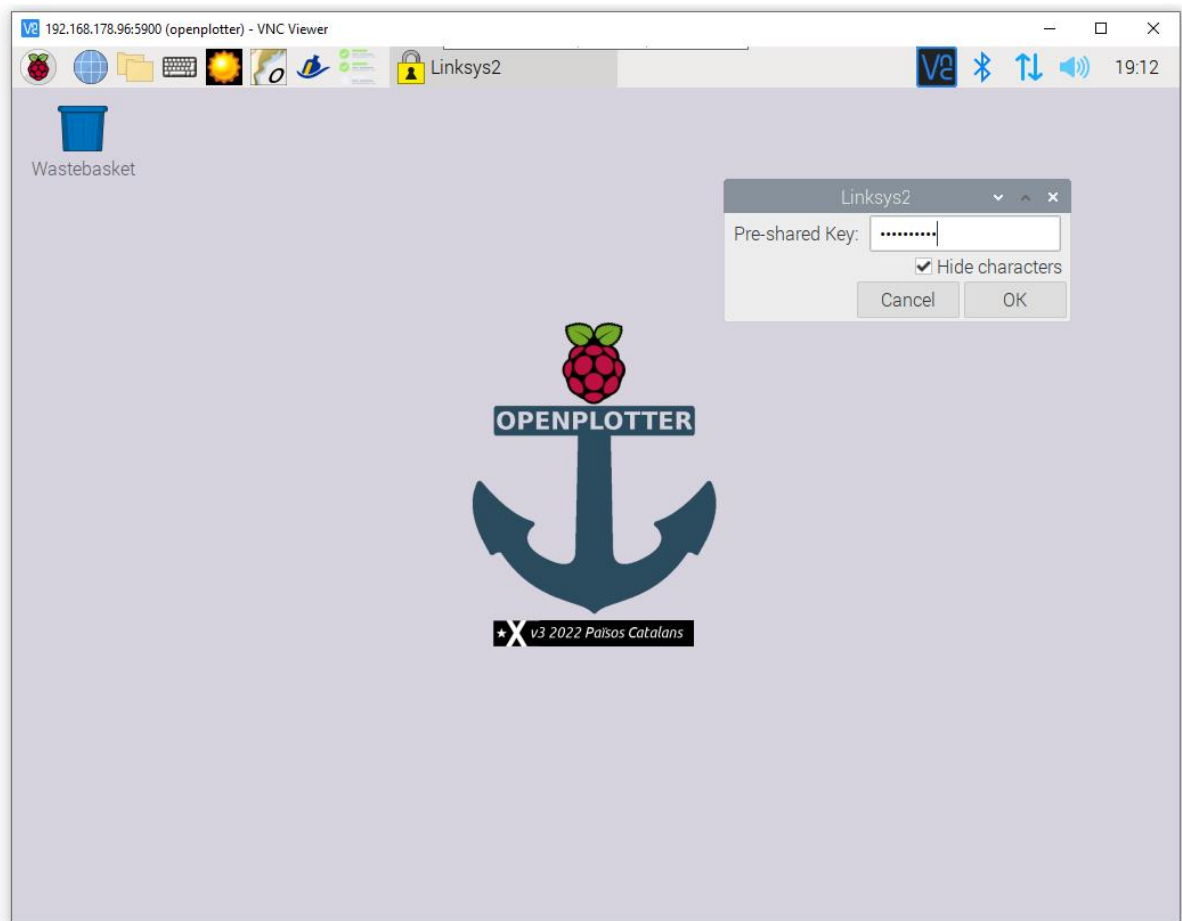 192.168.178.96:5900 (openplotter) - VNC Viewer
Linksys2
19:12
Wastebasket
Linksys2
Pre-shared Key: ••••••••••
Hide characters
Cancel OK
OPENPLOTTER
v3 2022 Països Catalans